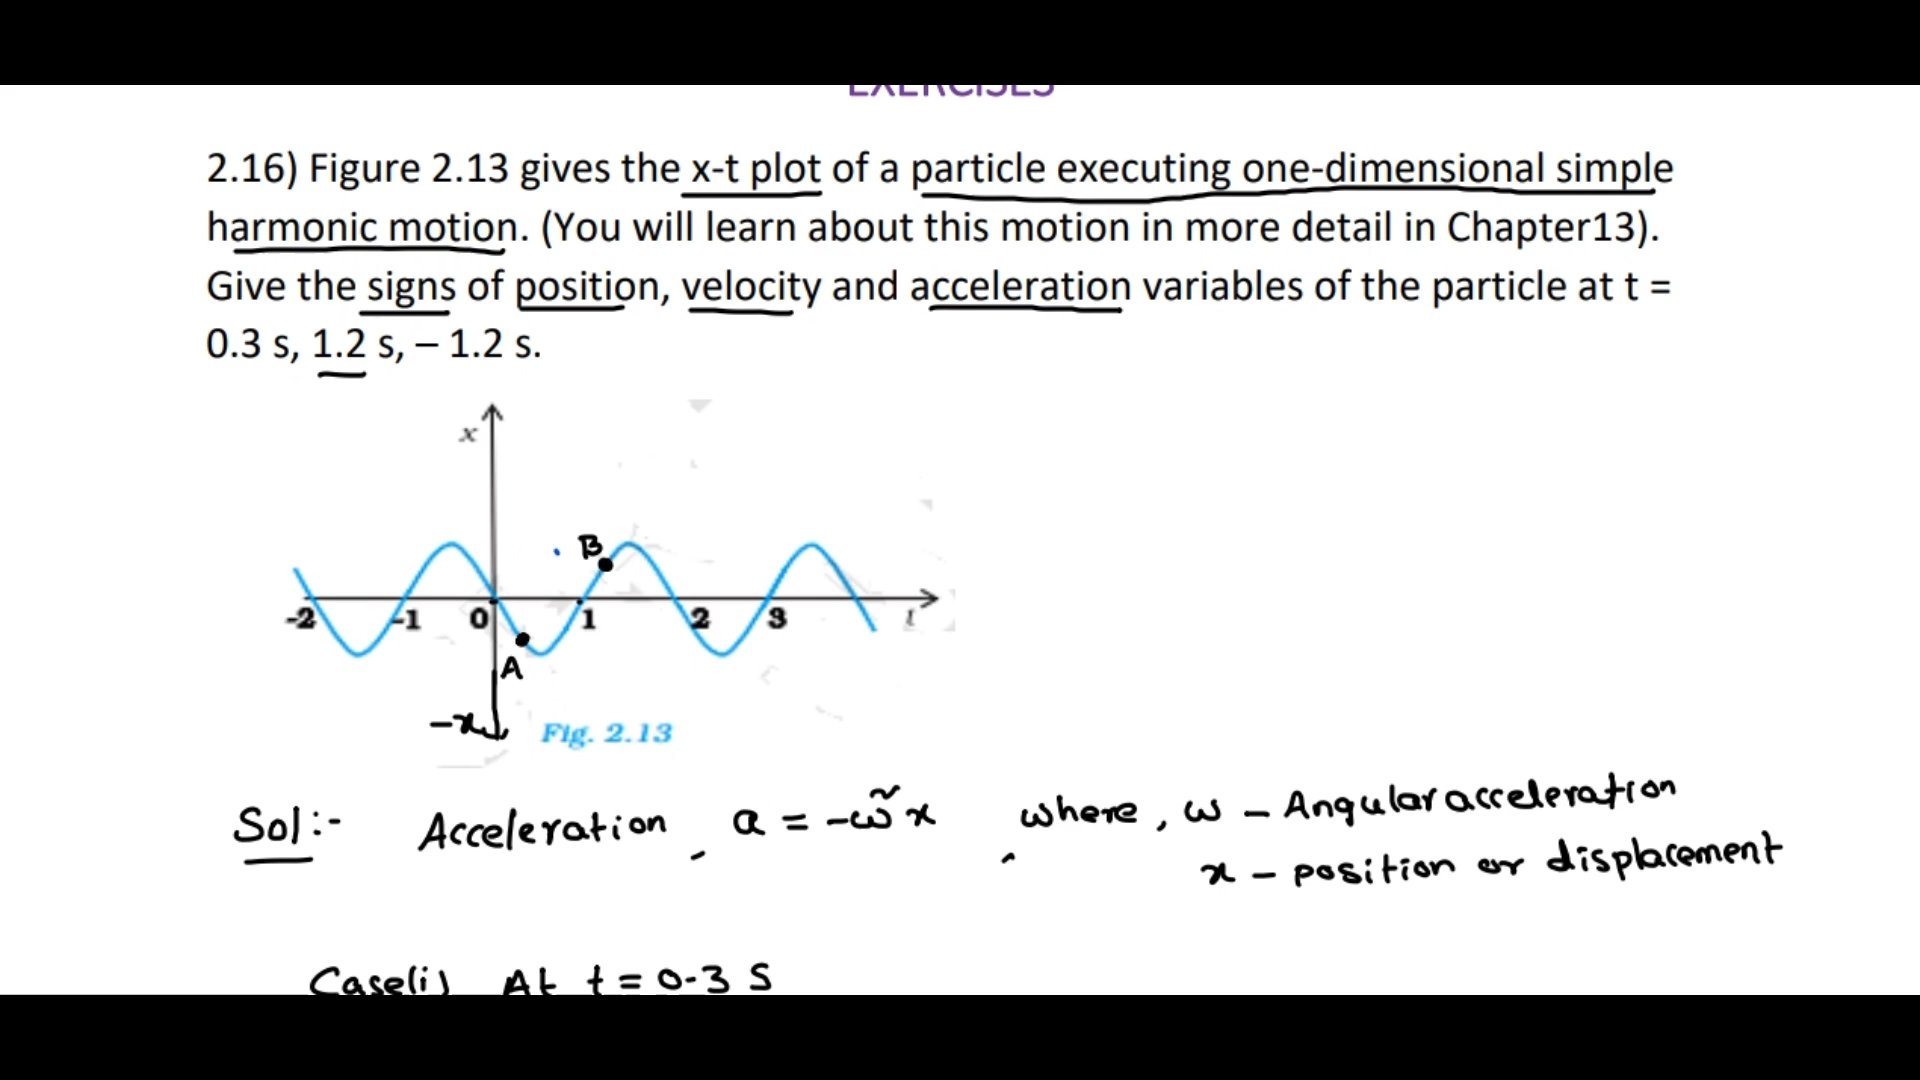 EXERCISES
2.16) Figure 2.13 gives the x-t plot of a particle executing one-dimensional simple
harmonic motion. (You will learn about this motion in more detail in Chapter13).
Give the signs of position, velocity and acceleration variables of the particle at t =
0.3 s, 1.2 s, – 1.2 s.
x
B
-2 -1 0 1 2 3 t
A
-x
Fig. 2.13
Sol:- Acceleration, a = -ω²x, where, ω - Angular acceleration
x - position or displacement
Case(i) At t = 0.3 S